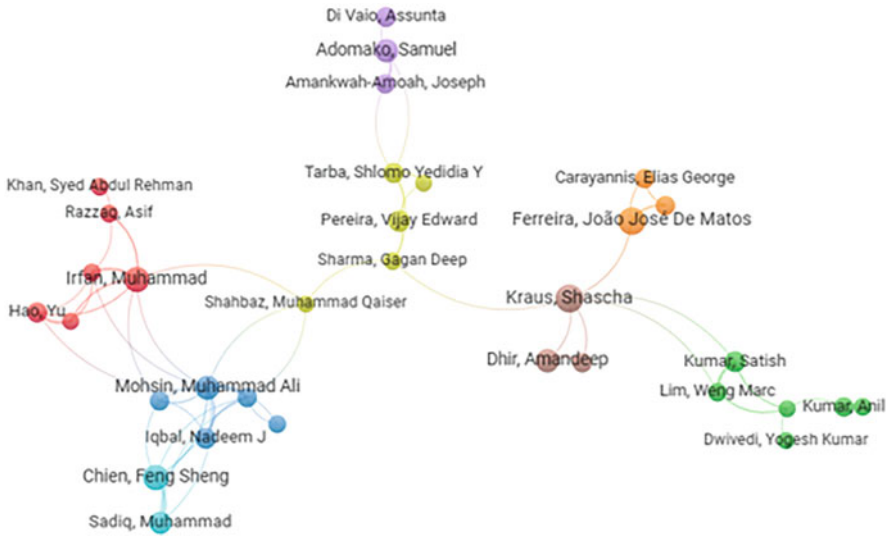 Di Vaio, Assunta
Adomako, Samuel
Amankwah-Amoah, Joseph
Tarba, Shlomo Yedidia Y
Carayannis, Elias George
Khan, Syed Abdul Rehman
Razzaq, Asif
Pereira, Vijay Edward
Ferreira, João José De Matos
Sharma, Gagan Deep
Irfan, Muhammad
Kraus, Shascha
Shahbaz, Muhammad Qaiser
Hao, Yu
Dhir, Amandeep
Kumar, Satish
Mohsin, Muhammad Ali
Lim, Weng Marc
Kumar, Anil
Iqbal, Nadeem J
Dwivedi, Yogesh Kumar
Chien, Feng Sheng
Sadiq, Muhammad